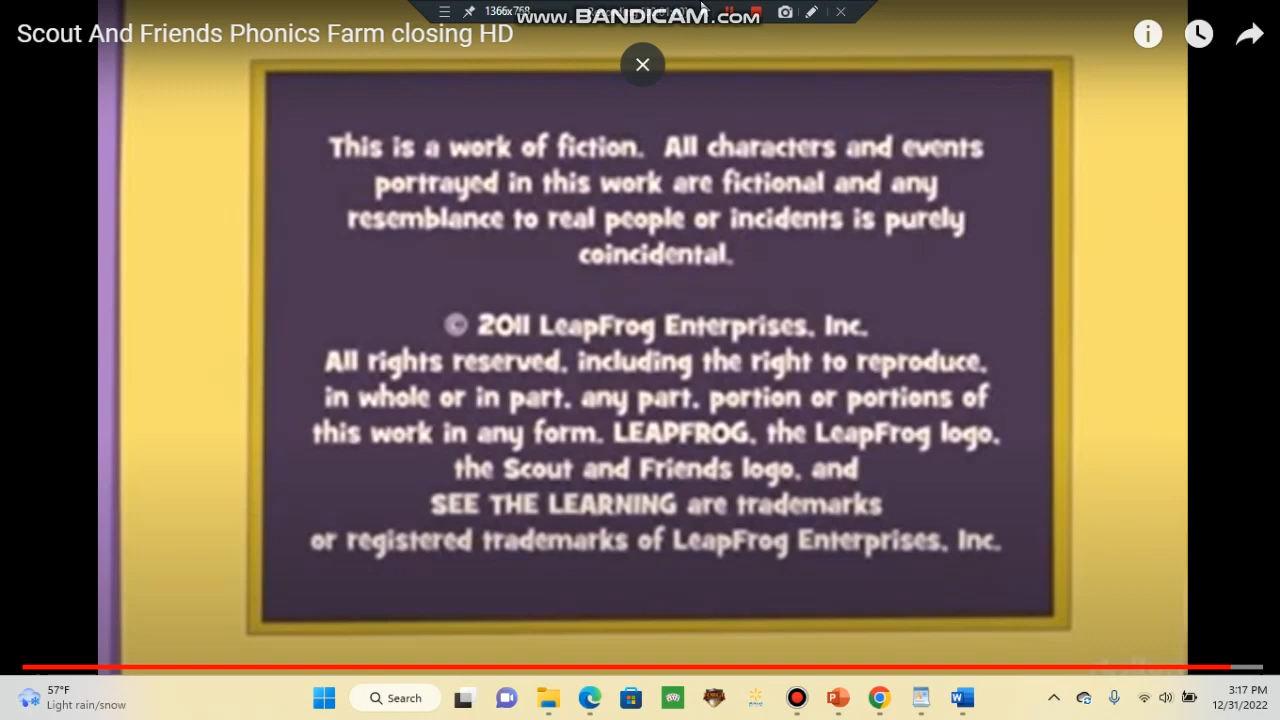 1366x768
www.BANDICAM.com
Scout And Friends Phonics Farm closing HD
This is a work of fiction. All characters and events
portrayed in this work are fictional and any
resemblance to real people or incidents is purely
coincidental.
© 2011 LeapFrog Enterprises, Inc.
All rights reserved, including the right to reproduce,
in whole or in part, any part, portion or portions of
this work in any form. LEAPFROG, the LeapFrog logo,
the Scout and Friends logo, and
SEE THE LEARNING are trademarks
or registered trademarks of LeapFrog Enterprises, Inc.
57°F
Light rain/snow
Search
3:17 PM
12/31/2022